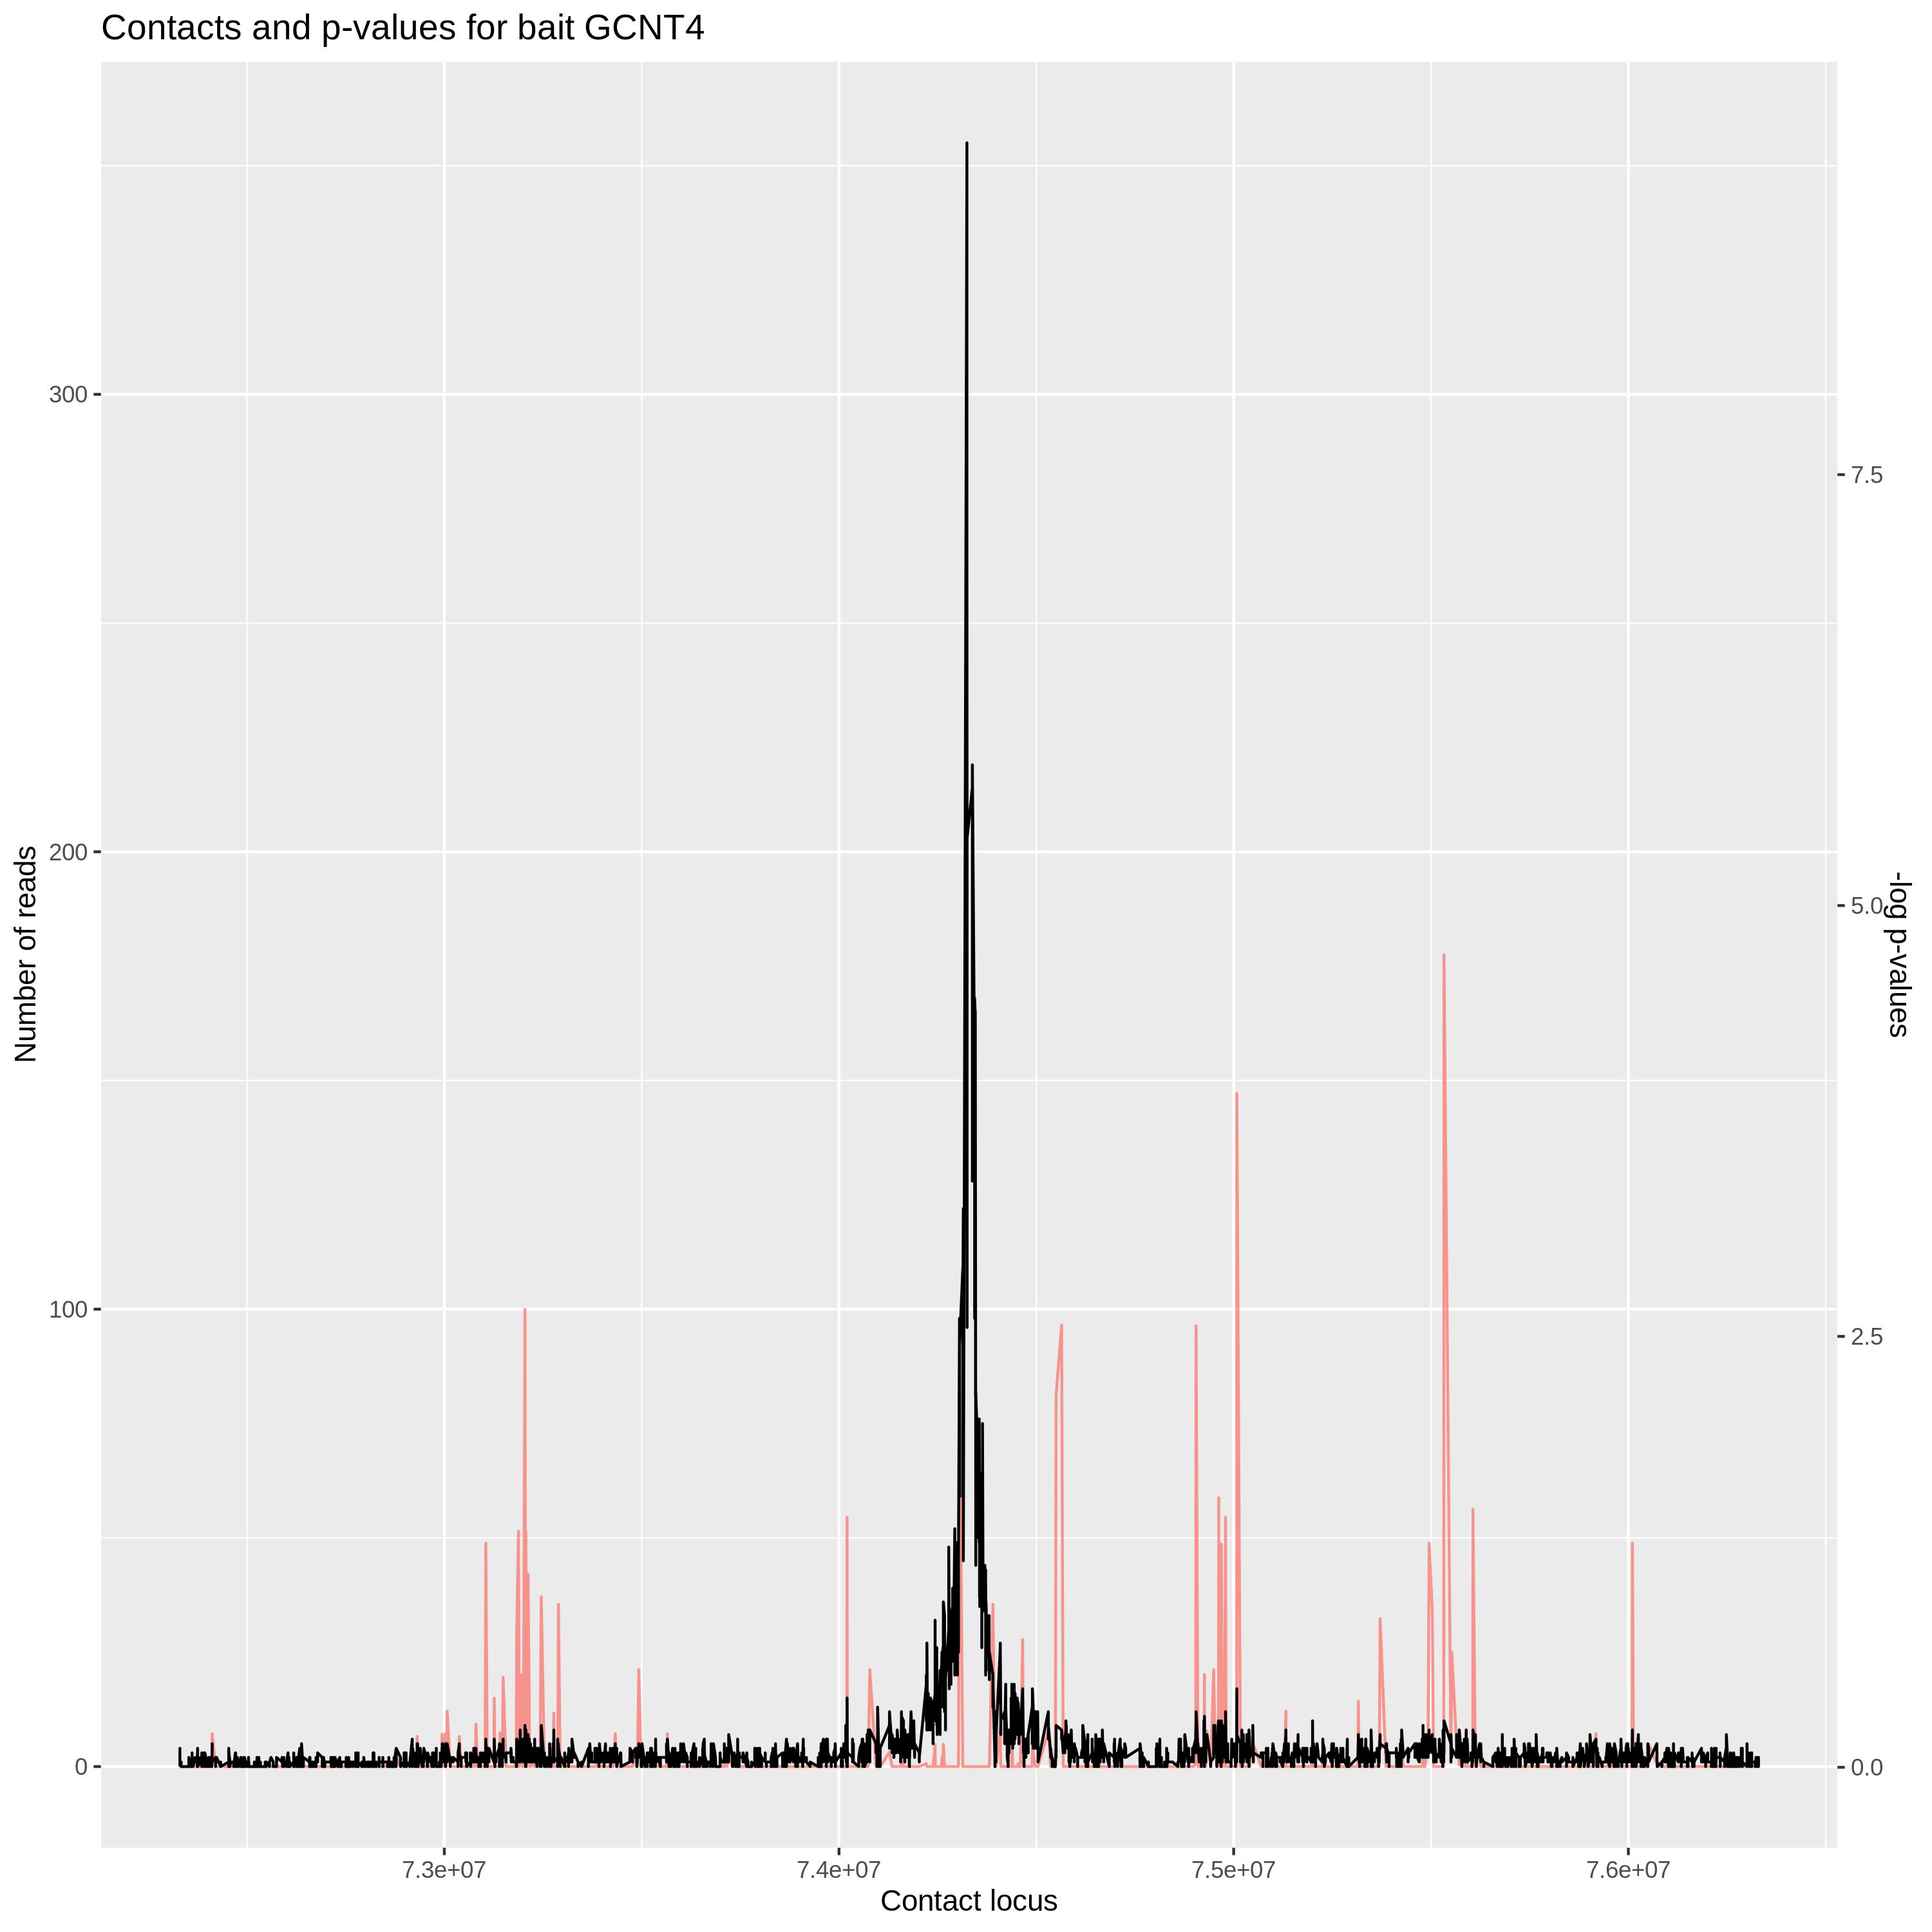 Contacts and p-values for bait GCNT4
300
200
100
0
Number of reads
7.5
5.0
2.5
0.0
-log p-values
7.3e+07
7.4e+07
7.5e+07
7.6e+07
Contact locus